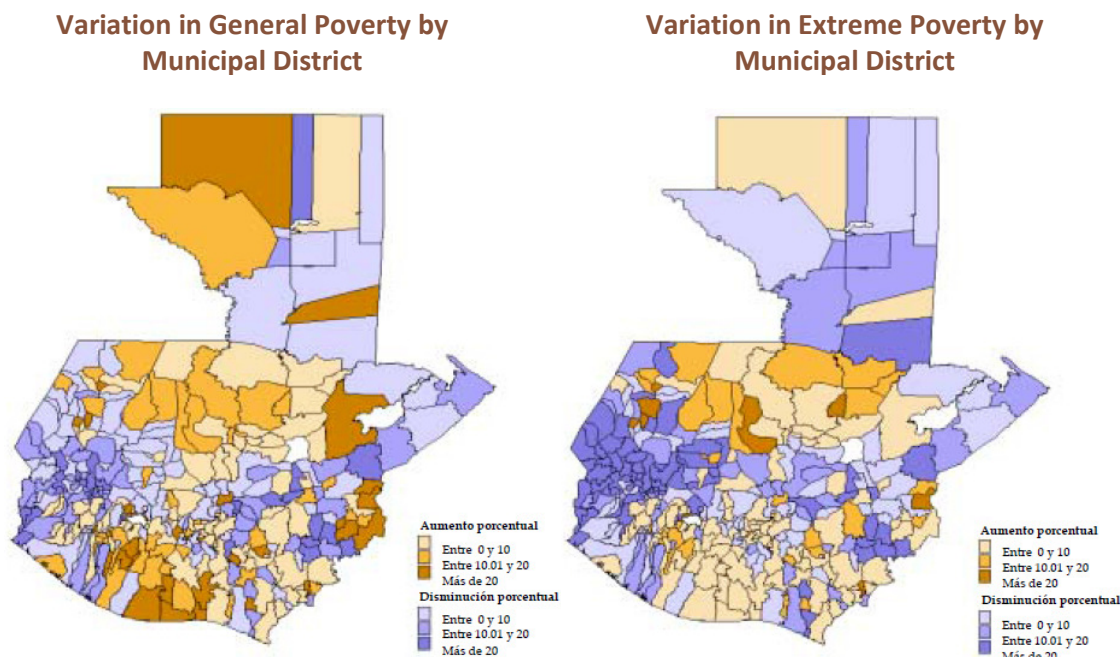 Variation in General Poverty by
Municipal District
Variation in Extreme Poverty by
Municipal District
Aumento porcentual
Entre 0 y 10
Entre 10.01 y 20
Más de 20
Disminución porcentual
Entre 0 y 10
Entre 10.01 y 20
Más de 20
Aumento porcentual
Entre 0 y 10
Entre 10.01 y 20
Más de 20
Disminución porcentual
Entre 0 y 10
Entre 10.01 y 20
Más de 20